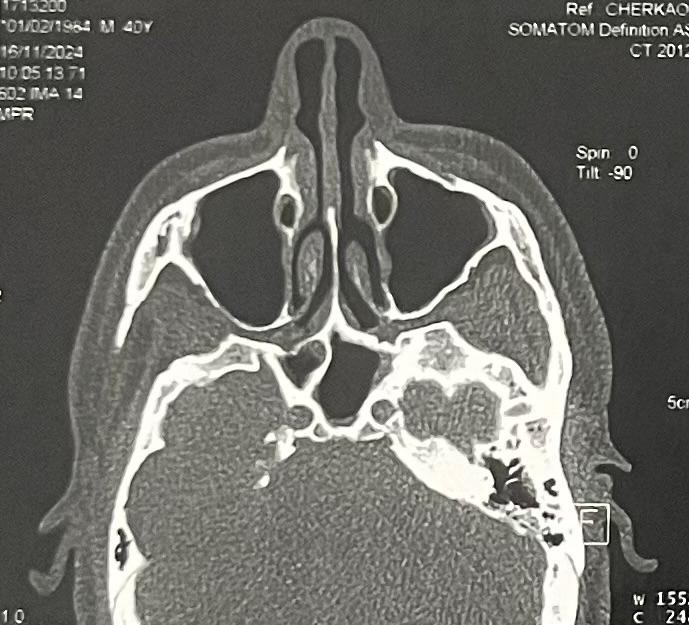 1713200
*01/02/1984 M 40Y
16/11/2024
10 05 13 71
602 IMA 14
MPR
Ref CHERKAO
SOMATOM Definition AS
CT 2012
Spin: 0
Tilt: -90
5cm
F
W 155
C 24
1 0